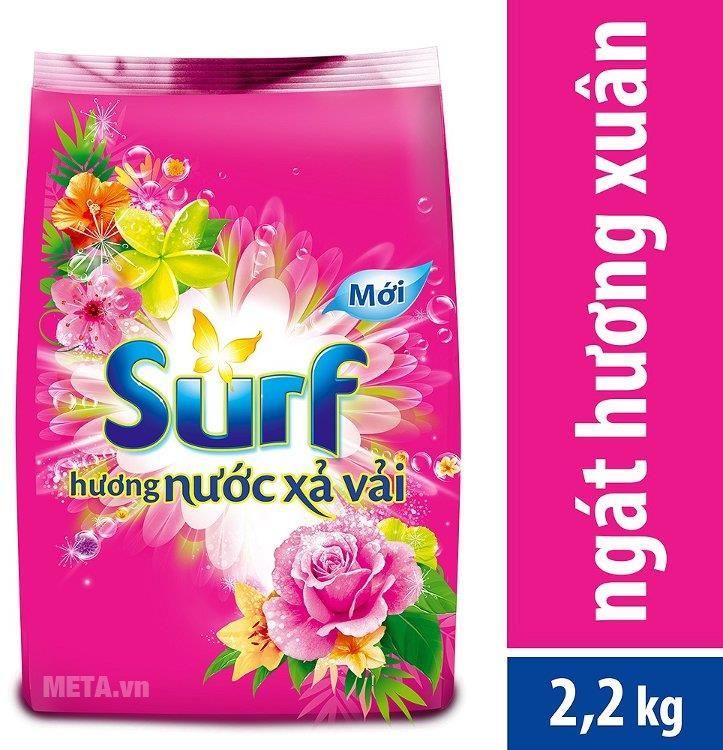 Mới
Surf
hương nước xả vải
META.vn
ngát hương xuân
2,2 kg